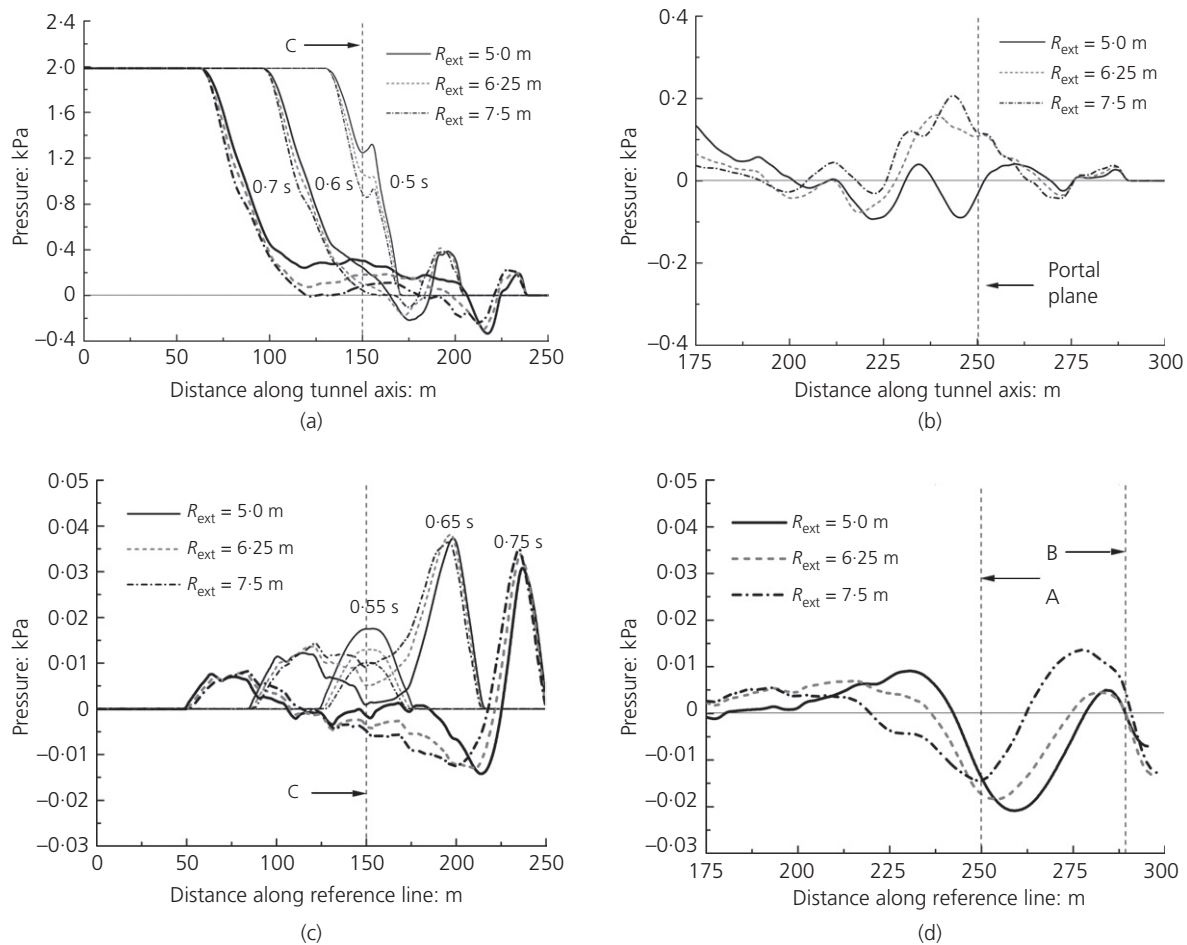 2·4
2·0
1·6
1·2
0·8
0·4
0
–0·4
Pressure: kPa
C
R_ext = 5·0 m
R_ext = 6·25 m
R_ext = 7·5 m
0·7 s
0·6 s
0·5 s
0 50 100 150 200 250
Distance along tunnel axis: m
(a)
0·4
0·2
0
–0·2
–0·4
Pressure: kPa
R_ext = 5·0 m
R_ext = 6·25 m
R_ext = 7·5 m
Portal
plane
175 200 225 250 275 300
Distance along tunnel axis: m
(b)
0·05
0·04
0·03
0·02
0·01
0
–0·01
–0·02
–0·03
Pressure: kPa
R_ext = 5·0 m
R_ext = 6·25 m
R_ext = 7·5 m
0·65 s
0·75 s
0·55 s
C
0 50 100 150 200 250
Distance along reference line: m
(c)
0·05
0·04
0·03
0·02
0·01
0
–0·01
–0·02
–0·03
Pressure: kPa
R_ext = 5·0 m
R_ext = 6·25 m
R_ext = 7·5 m
B
A
175 200 225 250 275 300
Distance along reference line: m
(d)